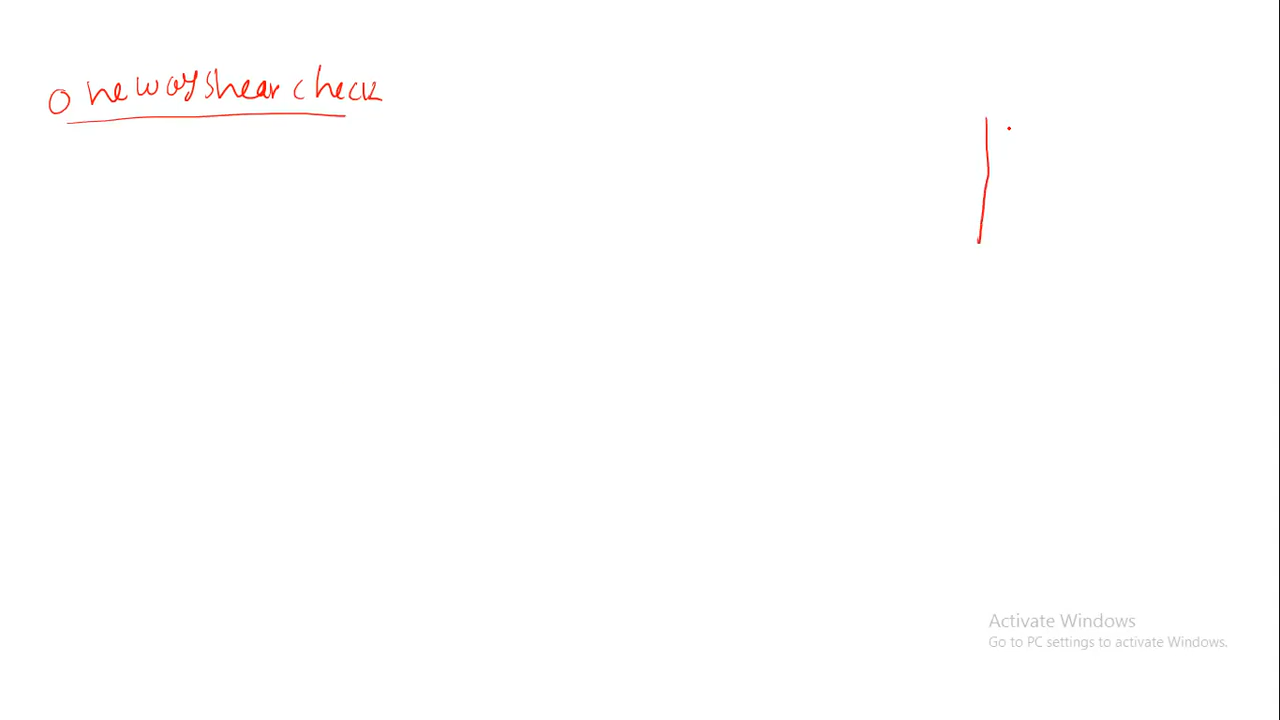 one way shear check
Activate Windows
Go to PC settings to activate Windows.